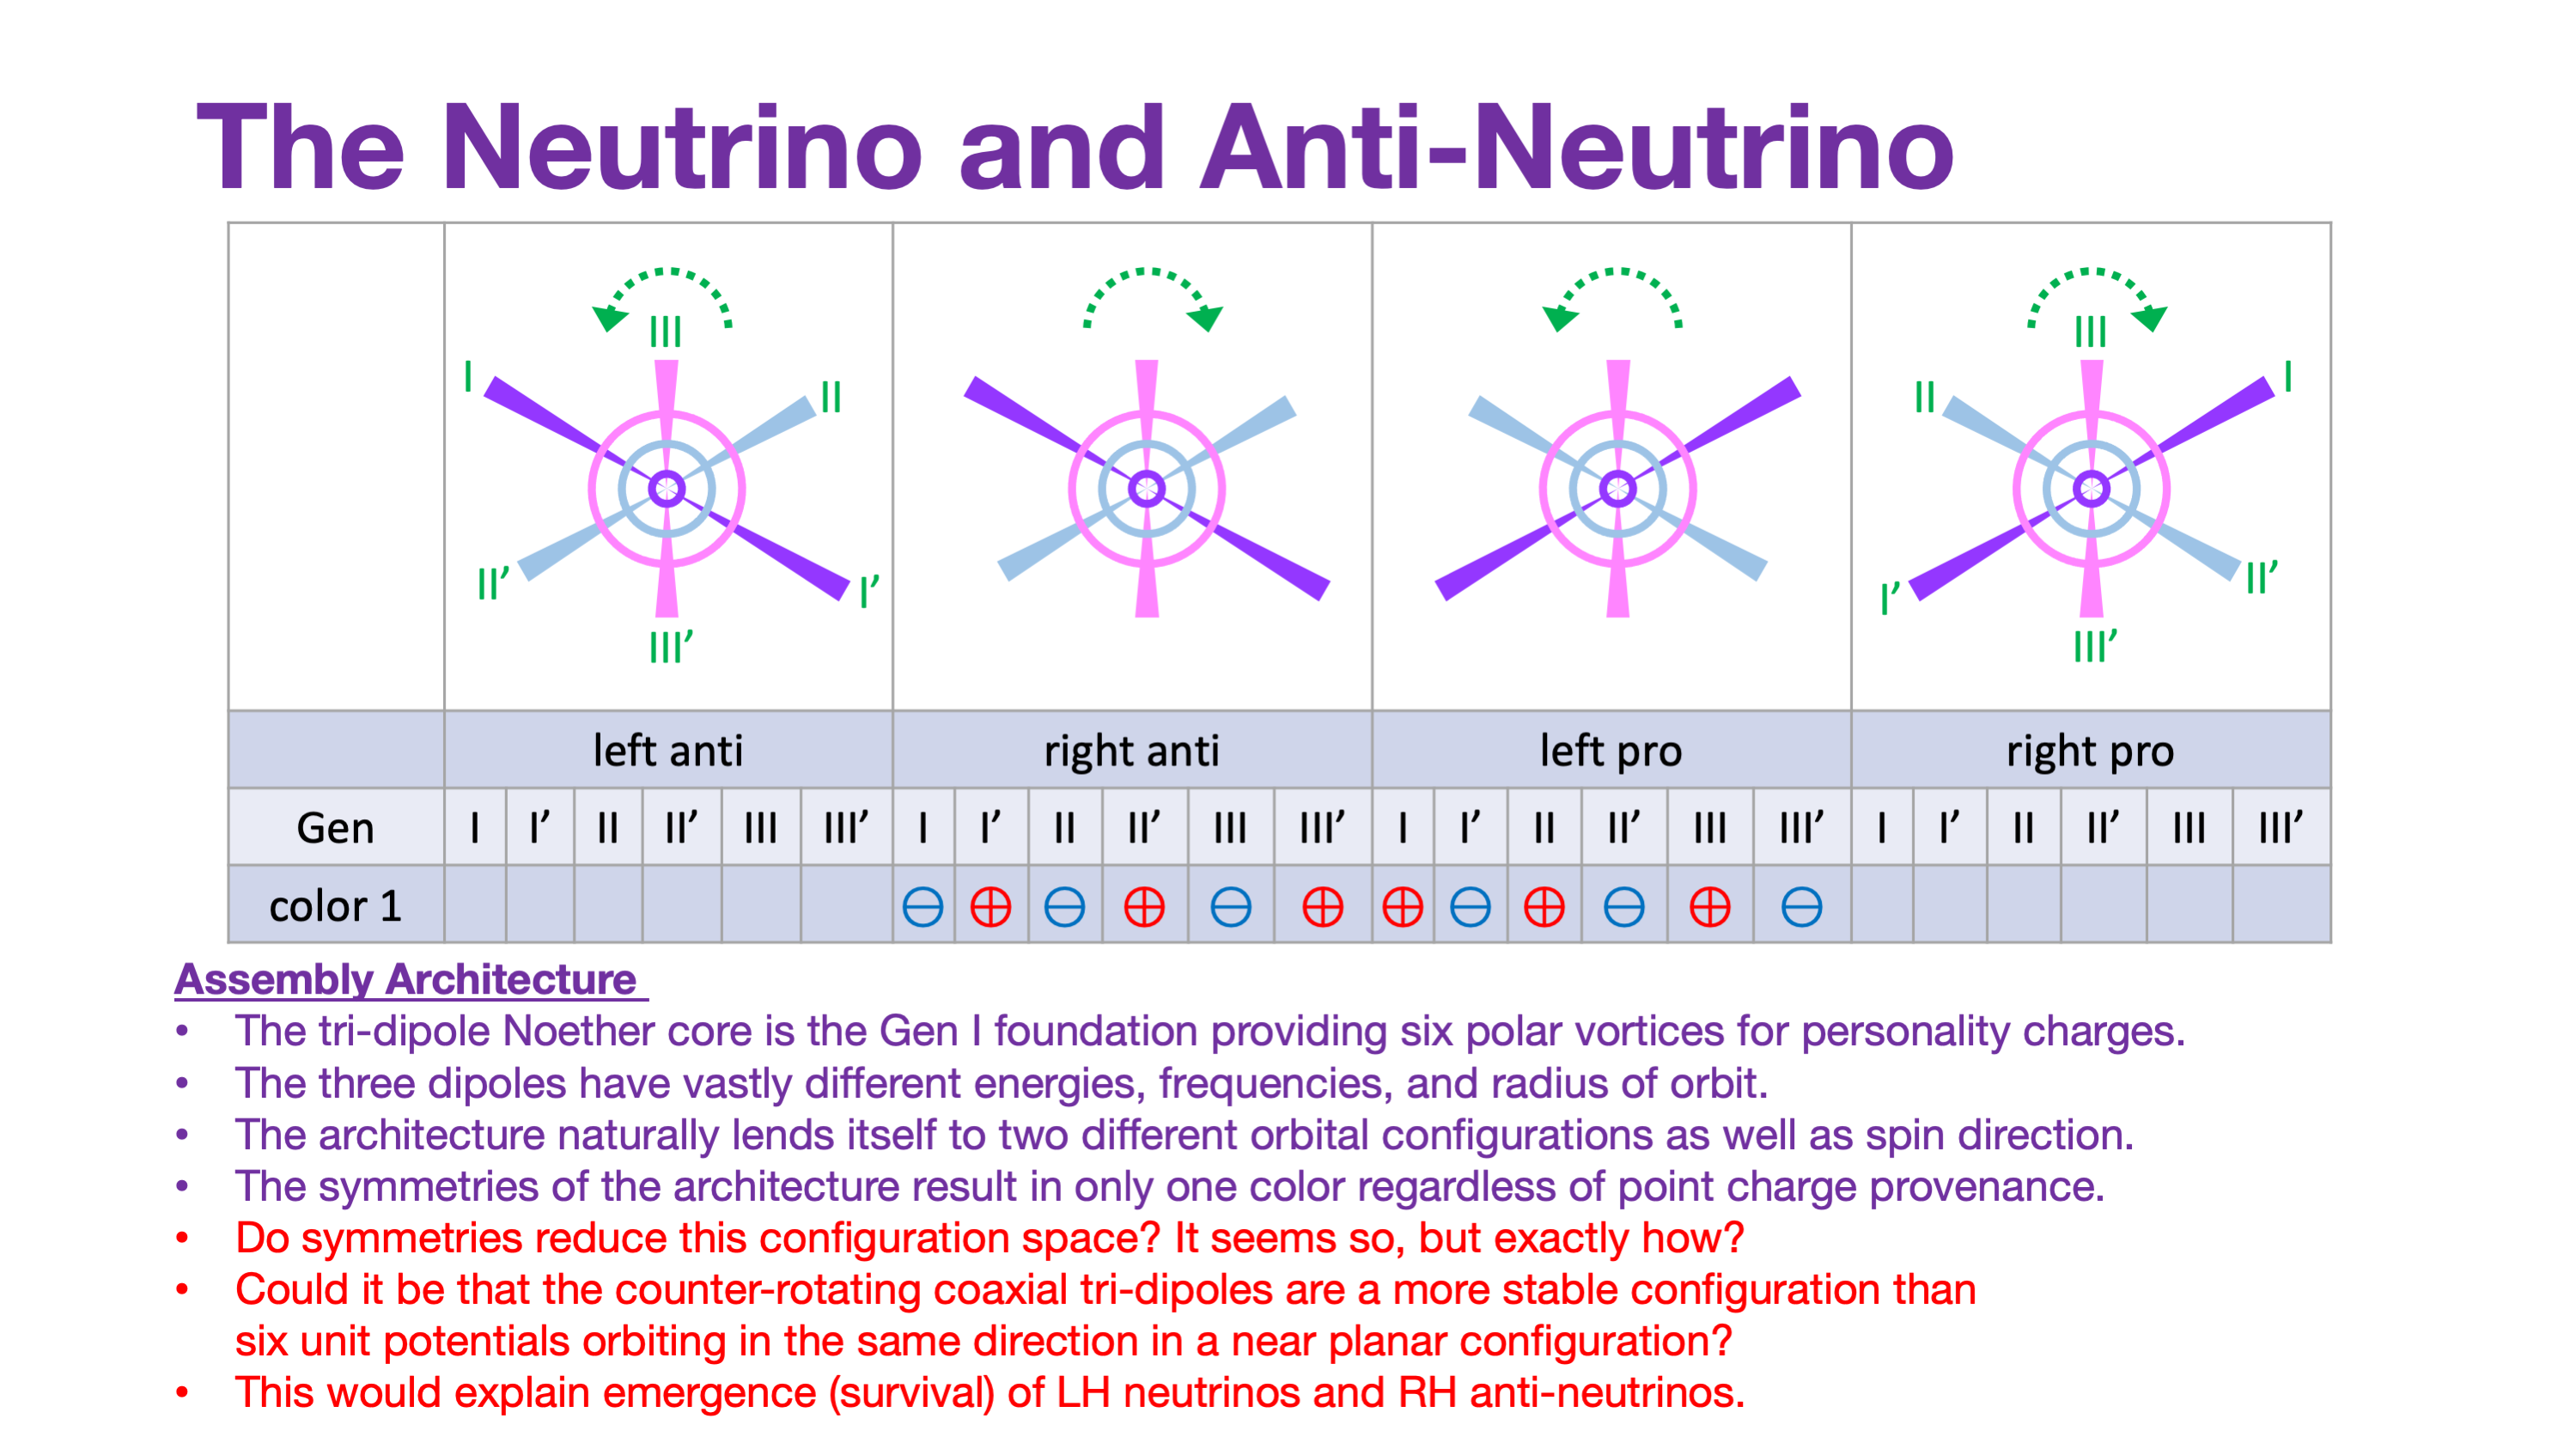 The Neutrino and Anti-Neutrino
III III
I II II I
II’ I’ I’ II’
III’ III’
left anti right anti left pro right pro
Gen I I’ II II’ III III’ I I’ II II’ III III’ I I’ II II’ III III’ I I’ II II’ III III’
color 1 ⊖ ⊕ ⊖ ⊕ ⊖ ⊕ ⊕ ⊖ ⊕ ⊖ ⊕ ⊖
Assembly Architecture
• The tri-dipole Noether core is the Gen I foundation providing six polar vortices for personality charges.
• The three dipoles have vastly different energies, frequencies, and radius of orbit.
• The architecture naturally lends itself to two different orbital configurations as well as spin direction.
• The symmetries of the architecture result in only one color regardless of point charge provenance.
• Do symmetries reduce this configuration space? It seems so, but exactly how?
• Could it be that the counter-rotating coaxial tri-dipoles are a more stable configuration than
six unit potentials orbiting in the same direction in a near planar configuration?
• This would explain emergence (survival) of LH neutrinos and RH anti-neutrinos.